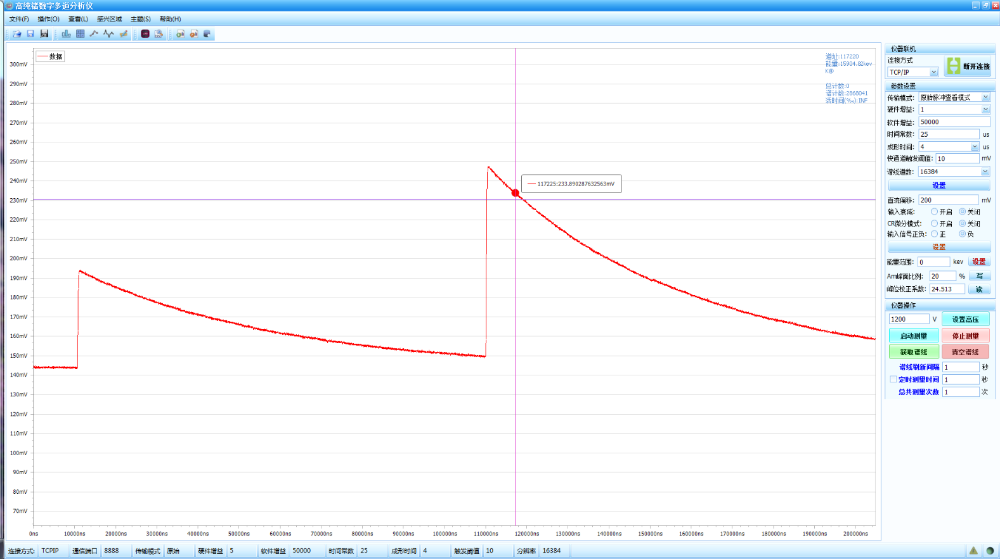 高纯锗数字多道分析仪
文件(F) 操作(O) 查看(L) 感兴区域 主题(S) 帮助(H)
数据
道址:117220
能量:15904.82kev
K@
总计数:0
谱计数:2868041
活时间(‰):INF
300mV
290mV
280mV
270mV
260mV
250mV
240mV
230mV
220mV
210mV
200mV
190mV
180mV
170mV
160mV
150mV
140mV
130mV
120mV
110mV
100mV
90mV
80mV
70mV
117225:233.890287632563mV
0ns 10000ns 20000ns 30000ns 40000ns 50000ns 60000ns 70000ns 80000ns 90000ns 100000ns 110000ns 120000ns 130000ns 140000ns 150000ns 160000ns 170000ns 180000ns 190000ns 200000ns
仪器联机
连接方式
TCP/IP 断开连接
参数设置
传输模式: 原始脉冲查看模式
硬件增益: 1
软件增益: 50000
时间常数: 25 us
成形时间: 4 us
快通道触发阈值: 10 mV
谱线道数: 16384
设置
直流偏移: 200 mV
输入衰减: 开启 关闭
CR微分模式: 开启 关闭
输入信号正负: 正 负
设置
能量范围: 0 kev 设置
Am峰面比例: 20 % 写
峰位校正系数: 24.513 读
仪器操作
1200 V 设置高压
启动测量 停止测量
获取谱线 清空谱线
谱线刷新间隔 1 秒
定时测量时间 1 秒
总共测量次数 1 次
连接方式: TCPIP 通信端口 8888 传输模式 原始 硬件增益 5 软件增益 50000 时间常数 25 成形时间 4 触发阈值 10 分辨率 16384